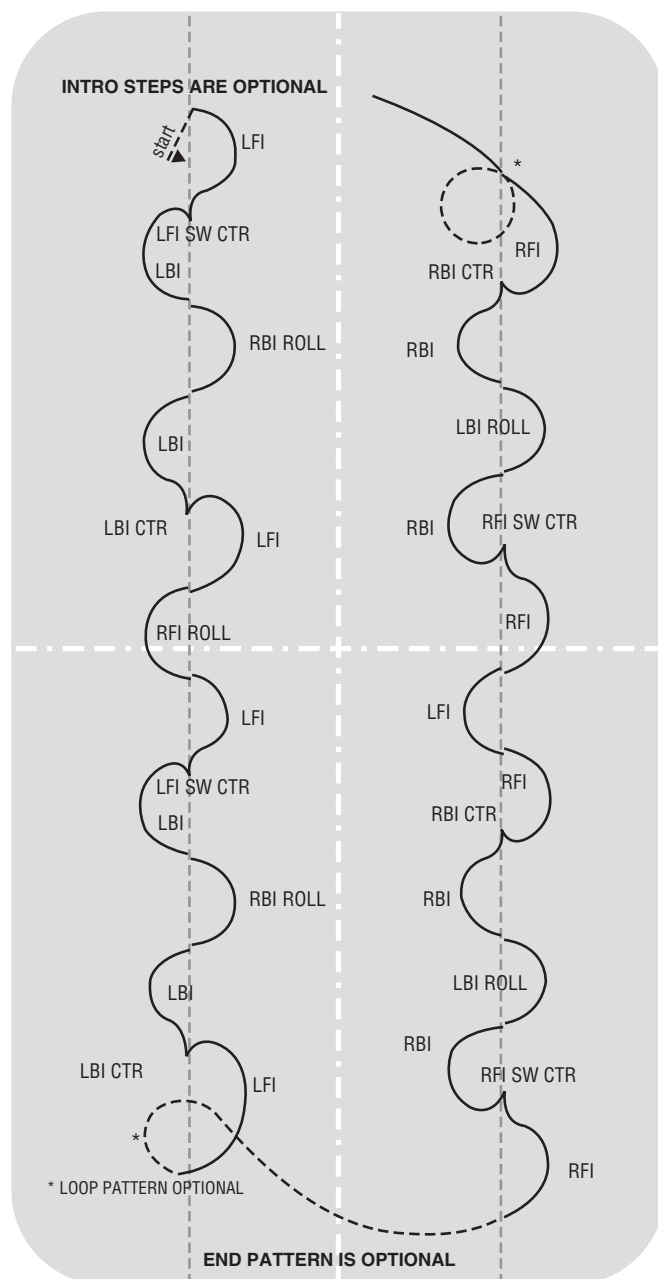 INTRO STEPS ARE OPTIONAL
start
LFI
LFI SW CTR
LBI
RBI ROLL
LBI
LBI CTR
LFI
RFI ROLL
LFI
LFI SW CTR
LBI
RBI ROLL
LBI
LBI CTR
LFI
*
* LOOP PATTERN OPTIONAL
END PATTERN IS OPTIONAL
RFI
RFI SW CTR
RBI
LBI ROLL
RBI
RBI CTR
RFI
LFI
RFI
RFI SW CTR
RBI
LBI ROLL
RBI
RBI CTR
RFI
*